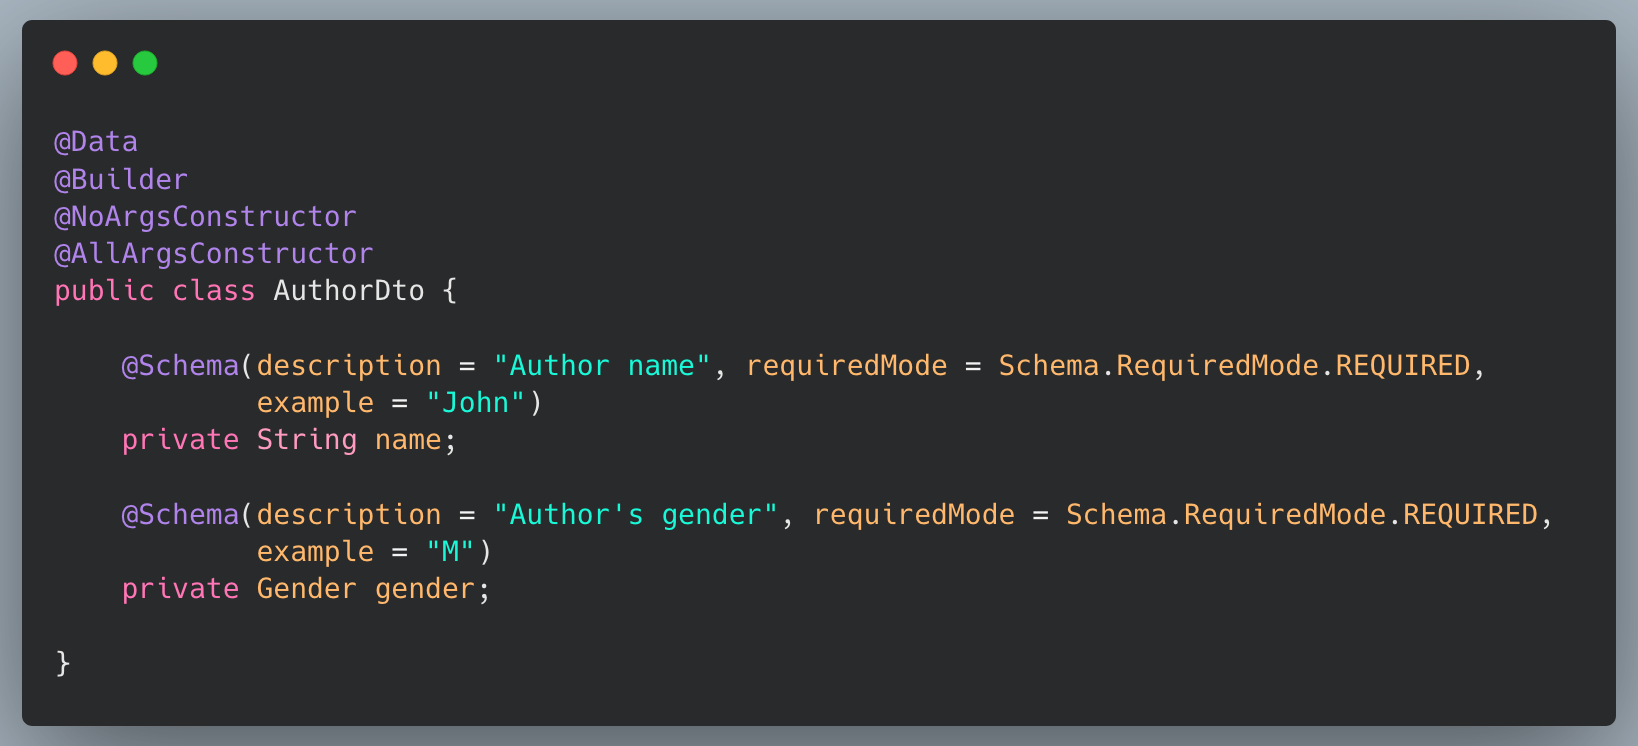 @Data
@Builder
@NoArgsConstructor
@AllArgsConstructor
public class AuthorDto {
@Schema(description = "Author name", requiredMode = Schema.RequiredMode.REQUIRED,
example = "John")
private String name;
@Schema(description = "Author's gender", requiredMode = Schema.RequiredMode.REQUIRED,
example = "M")
private Gender gender;
}